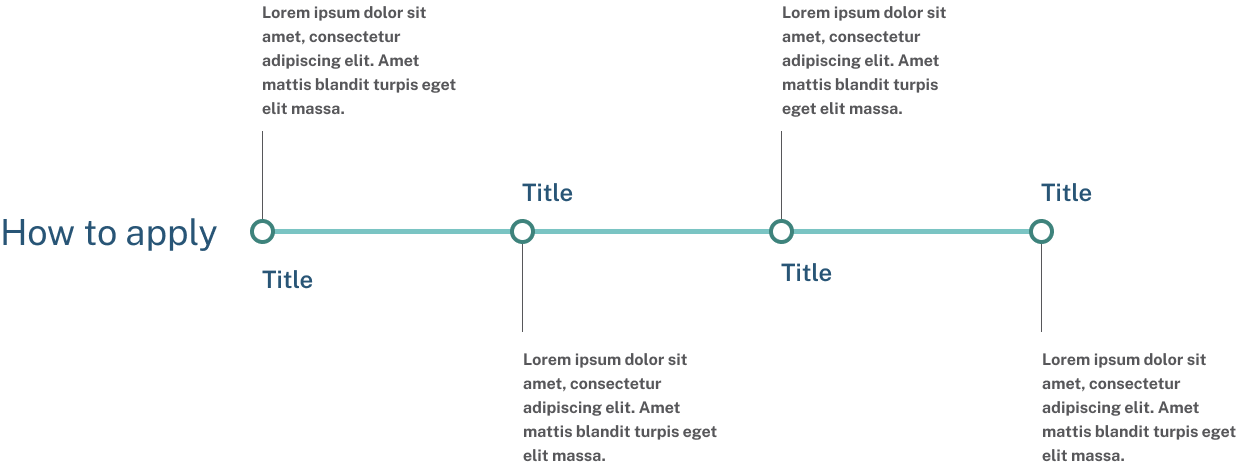 How to apply
Lorem ipsum dolor sit
amet, consectetur
adipiscing elit. Amet
mattis blandit turpis eget
elit massa.
Title
Title
Lorem ipsum dolor sit
amet, consectetur
adipiscing elit. Amet
mattis blandit turpis eget
elit massa.
Lorem ipsum dolor sit
amet, consectetur
adipiscing elit. Amet
mattis blandit turpis
eget elit massa.
Title
Title
Lorem ipsum dolor sit
amet, consectetur
adipiscing elit. Amet
mattis blandit turpis eget
elit massa.